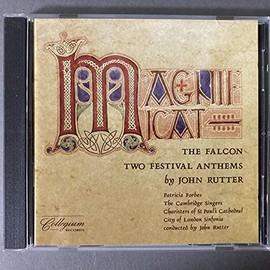 MAGNIF
ICAT
THE FALCON
TWO FESTIVAL ANTHEMS
by JOHN RUTTER
Patricia Forbes
The Cambridge Singers
Choristers of St Paul's Cathedral
City of London Sinfonia
conducted by John Rutter
Collegium
RECORDS